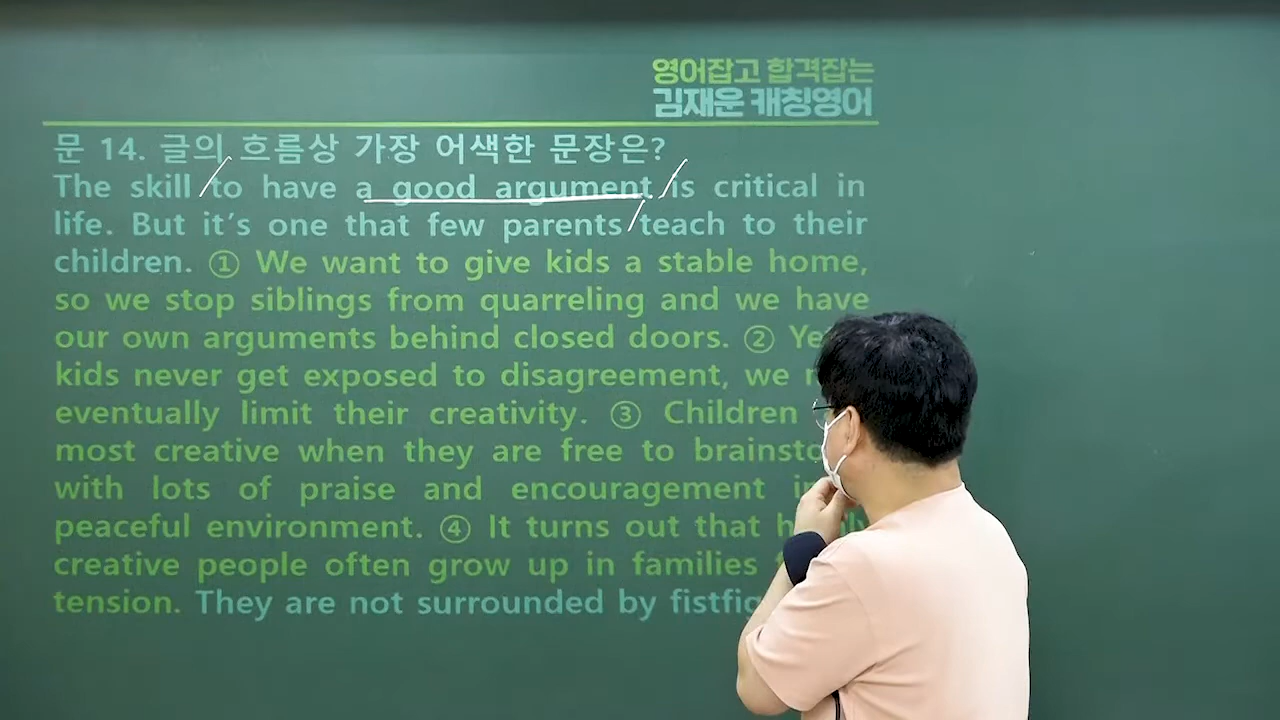 영어잡고 합격잡는
김재운 캐칭영어
문 14. 글의 흐름상 가장 어색한 문장은?
The skill to have a good argument is critical in
life. But it’s one that few parents teach to their
children. ① We want to give kids a stable home,
so we stop siblings from quarreling and we have
our own arguments behind closed doors. ②
kids never get exposed to disagreement, we
eventually limit their creativity. ③ Children
most creative when they are free to
with lots of praise and encouragement
peaceful environment. ④ It turns out that
creative people often grow up in families
tension. They are not surrounded by